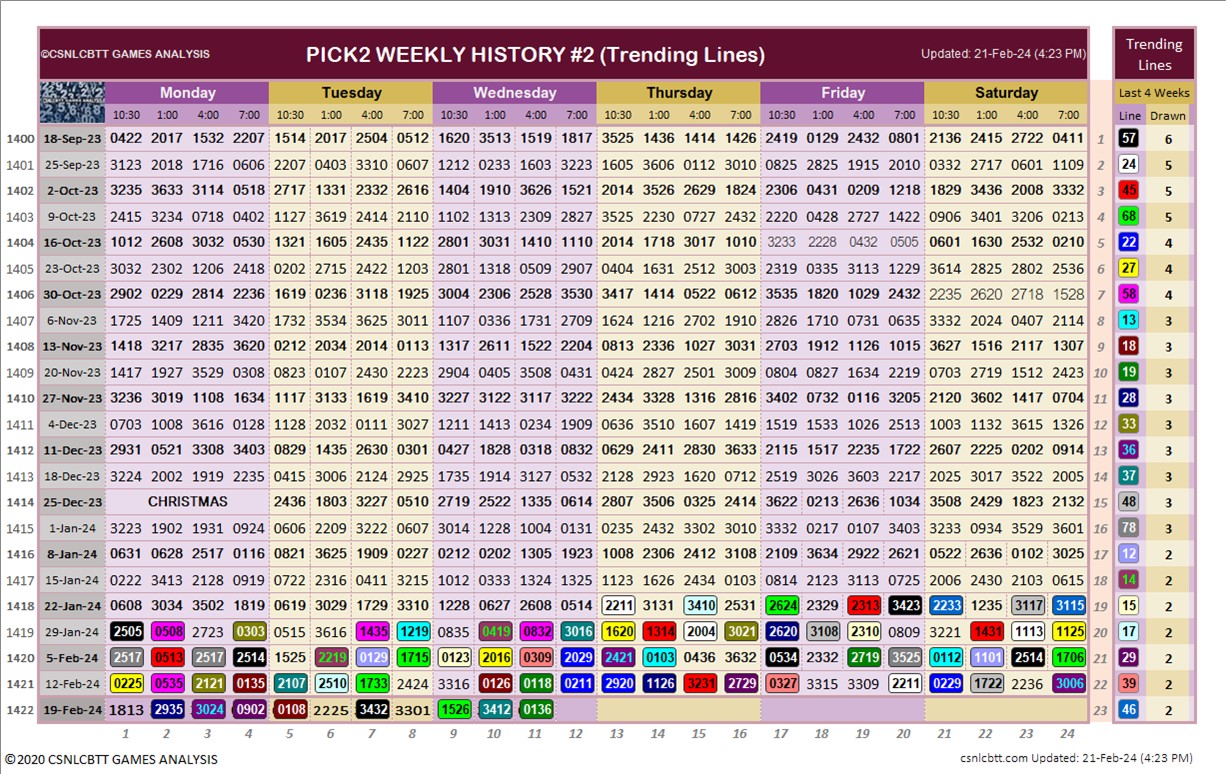 ©CSNLCBTT GAMES ANALYSIS PICK2 WEEKLY HISTORY #2 (Trending Lines) Updated: 21-Feb-24 (4:23 PM) Trending Lines
Monday Tuesday Wednesday Thursday Friday Saturday Last 4 Weeks
10:30 1:00 4:00 7:00 10:30 1:00 4:00 7:00 10:30 1:00 4:00 7:00 10:30 1:00 4:00 7:00 10:30 1:00 4:00 7:00 10:30 1:00 4:00 7:00 Line Drawn
1400 18-Sep-23 0422 2017 1532 2207 1514 2017 2504 0512 1620 3513 1519 1817 3525 1436 1414 1426 2419 0129 2432 0801 2136 2415 2722 0411 1 57 6
1401 25-Sep-23 3123 2018 1716 0606 2207 0403 3310 0607 1212 0233 1603 3223 1605 3606 0112 3010 0825 2825 1915 2010 0332 2717 0601 1109 2 24 5
1402 2-Oct-23 3235 3633 3114 0518 2717 1331 2332 2616 1404 1910 3626 1521 2014 3526 2629 1824 2306 0431 0209 1218 1829 3436 2008 3332 3 45 5
1403 9-Oct-23 2415 3234 0718 0402 1127 3619 2414 2110 1102 1313 2309 2827 3525 2230 0727 2432 2220 0428 2727 1422 0906 3401 3206 0213 4 68 5
1404 16-Oct-23 1012 2608 3032 0530 1321 1605 2435 1122 2801 3031 1410 1110 2014 1718 3017 1010 3233 2228 0432 0505 0601 1630 2532 0210 5 22 4
1405 23-Oct-23 3032 2302 1206 2418 0202 2715 2422 1203 2801 1318 0509 2907 0404 1631 2512 3003 2319 0335 3113 1229 3614 2825 2802 2536 6 27 4
1406 30-Oct-23 2902 0229 2814 2236 1619 0236 3118 1925 3004 2306 2528 3530 3417 1414 0522 0612 3535 1820 1029 2432 2235 2620 2718 1528 7 58 4
1407 6-Nov-23 1725 1409 1211 3420 1732 3534 3625 3011 1107 0336 1731 2709 1624 1216 2702 1910 2826 1710 0731 0635 3332 2024 0407 2114 8 13 3
1408 13-Nov-23 1418 3217 2835 3620 0212 2034 2014 0113 1317 2611 1522 2204 0813 2336 1027 3031 2703 1912 1126 1015 3627 1516 2117 1307 9 18 3
1409 20-Nov-23 1417 1927 3529 0308 0823 0107 2430 2223 2904 0405 3508 0431 0424 2827 2501 3009 0804 0827 1634 2219 0703 2719 1512 2423 10 19 3
1410 27-Nov-23 3236 3019 1108 1634 1117 3133 1619 3410 3227 3122 3117 3222 2434 3328 1316 2816 3402 0732 0116 3205 2120 3602 1417 0704 11 28 3
1411 4-Dec-23 0703 1008 3616 0128 1128 2032 0111 3027 1211 1413 0234 1909 0636 3510 1607 1419 1519 1533 1026 2513 1003 1132 3615 1326 12 33 3
1412 11-Dec-23 2931 0521 3308 3403 0829 1435 2630 0301 0427 1828 0318 0832 0629 2411 2830 3633 2115 1517 2235 1722 2607 2225 0202 0914 13 36 3
1413 18-Dec-23 3224 2002 1919 2235 0415 3006 2124 2923 1735 1914 3127 0532 2128 2923 1620 0712 2519 3026 3603 2217 2025 3017 3522 2005 14 37 3
1414 25-Dec-23 CHRISTMAS 2436 1803 3227 0510 2719 2522 1335 0614 2807 3506 0325 2414 3622 0213 2636 1034 3508 2429 1823 2132 15 48 3
1415 1-Jan-24 3223 1902 1931 0924 0606 2209 3222 0607 3014 1228 1004 0131 0235 2432 3302 3010 3332 0217 0107 3403 3233 0934 3529 3601 16 78 3
1416 8-Jan-24 0631 0628 2517 0116 0821 3625 1909 0227 0212 0202 1305 1923 1008 2306 2412 3108 2109 3634 2922 2621 0522 2636 0102 3025 17 12 2
1417 15-Jan-24 0222 3413 2128 0919 0722 2316 0411 3215 1012 0333 1324 1325 1123 1626 2434 0103 0814 2123 3113 0725 2006 2430 2103 0615 18 14 2
1418 22-Jan-24 0608 3034 3502 1819 0619 3029 1729 3310 1228 0627 2608 0514 2211 3131 3410 2531 2624 2329 2313 3423 2233 1235 3117 3115 19 15 2
1419 29-Jan-24 2505 0508 2723 0303 0515 3616 1435 1219 0835 0419 0832 3016 1620 1314 2004 3021 2620 3108 2310 0809 3221 1431 1113 1125 20 17 2
1420 5-Feb-24 2517 0513 2517 2514 1525 2219 0129 1715 0123 2016 0309 2029 2421 0103 0436 3632 0534 2332 2719 3525 0112 1101 2514 1706 21 29 2
1421 12-Feb-24 0225 0535 2121 0135 2107 2510 1733 2424 3316 0126 0118 0211 2920 1126 3231 2729 0327 3315 3309 2211 0229 1722 2236 3006 22 39 2
1422 19-Feb-24 1813 2935 3024 0902 0108 2225 3432 3301 1526 3412 0136 23 46 2
1 2 3 4 5 6 7 8 9 10 11 12 13 14 15 16 17 18 19 20 21 22 23 24
©2020 CSNLCBTT GAMES ANALYSIS csnlcbtt.com Updated: 21-Feb-24 (4:23 PM)